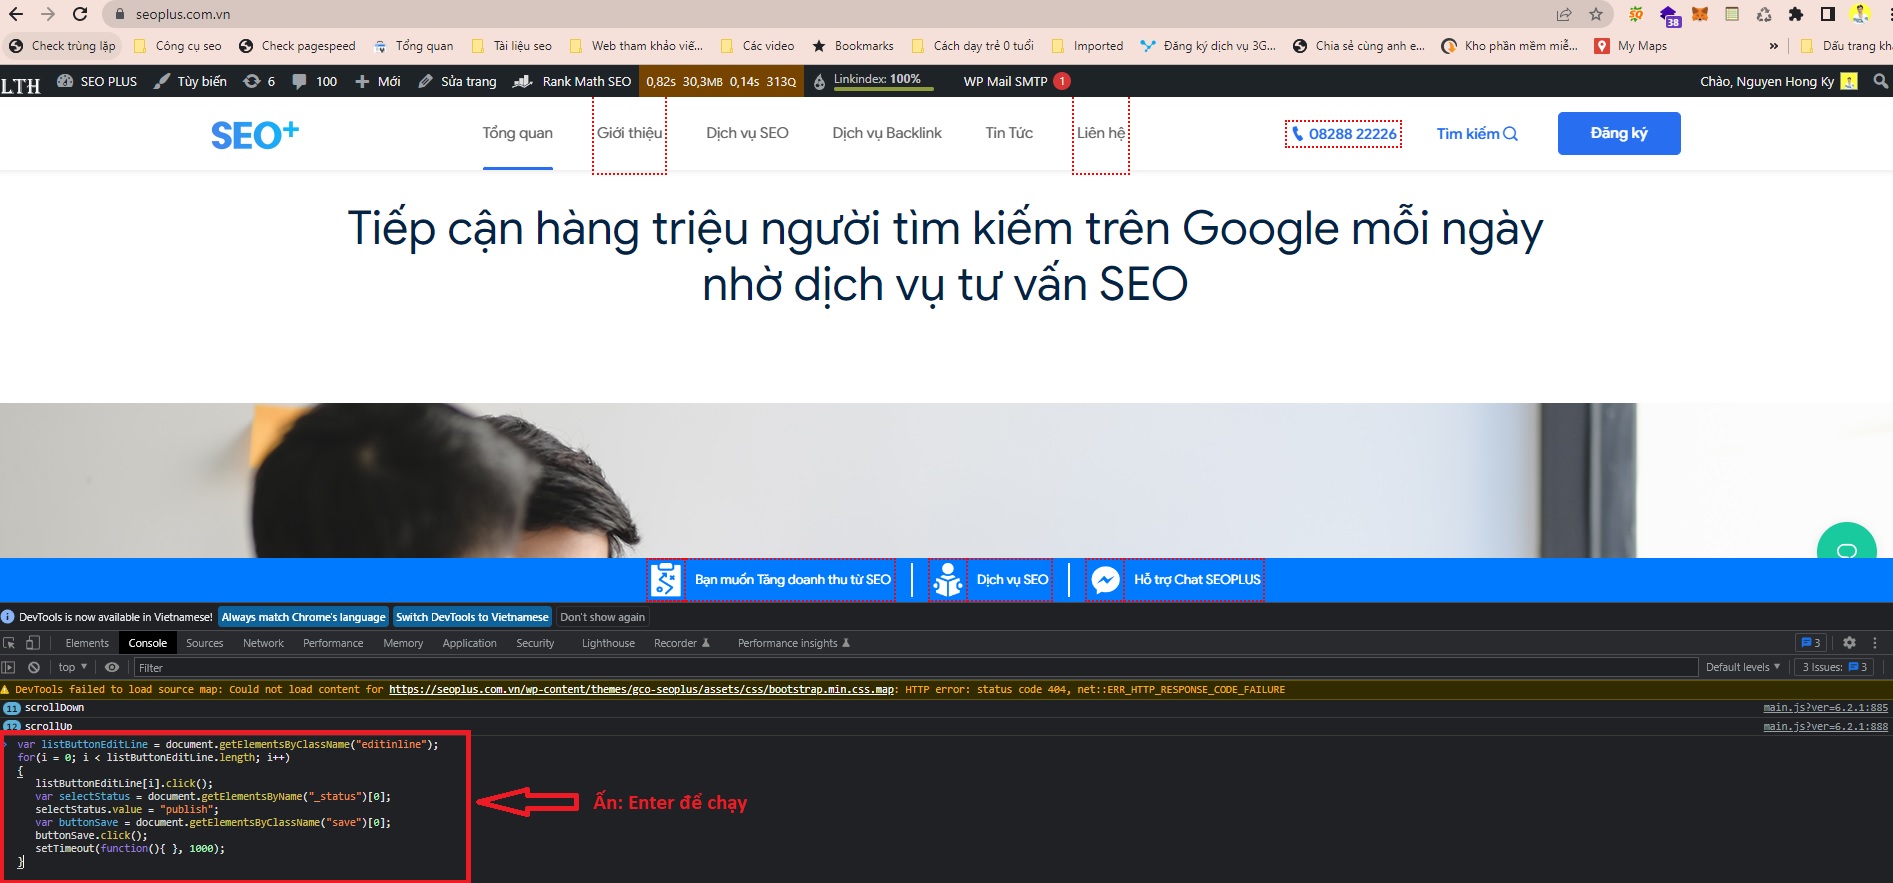 seoplus.com.vn
38
Check trùng lặp Công cụ seo Check pagespeed Tổng quan Tài liệu seo Web tham khảo viế... Các video Bookmarks Cách dạy trẻ 0 tuổi Imported Đăng ký dịch vụ 3G... Chia sẻ cùng anh e... Kho phần mềm miễ... My Maps » Dấu trang khá
LTH SEO PLUS Tùy biến 6 100 Mới Sửa trang Rank Math SEO 0,82S 30,3MB 0,14S 313Q Linkindex: 100% WP Mail SMTP 1 Chào, Nguyen Hong Ky
SEO+ Tổng quan Giới thiệu Dịch vụ SEO Dịch vụ Backlink Tin Tức Liên hệ 08288 22226 Tìm kiếm Đăng ký
Tiếp cận hàng triệu người tìm kiếm trên Google mỗi ngày
nhờ dịch vụ tư vấn SEO
Bạn muốn Tăng doanh thu từ SEO Dịch vụ SEO Hỗ trợ Chat SEOPLUS
DevTools is now available in Vietnamese! Always match Chrome's language Switch DevTools to Vietnamese Don't show again
Elements Console Sources Network Performance Memory Application Security Lighthouse Recorder Performance insights 3
top Filter Default levels 3 Issues: 3
DevTools failed to load source map: Could not load content for https://seoplus.com.vn/wp-content/themes/gco-seoplus/assets/css/bootstrap.min.css.map: HTTP error: status code 404, net::ERR_HTTP_RESPONSE_CODE_FAILURE
11 scrollDown main.js?ver=6.2.1:885
12 scrollUp main.js?ver=6.2.1:888
var listButtonEditLine = document.getElementsByClassName("editinline");
for(i = 0; i < listButtonEditLine.length; i++)
{
listButtonEditLine[i].click();
var selectStatus = document.getElementsByName("_status")[0];
selectStatus.value = "publish";
var buttonSave = document.getElementsByClassName("save")[0];
buttonSave.click();
setTimeout(function(){ }, 1000);
}
Ấn: Enter để chạy